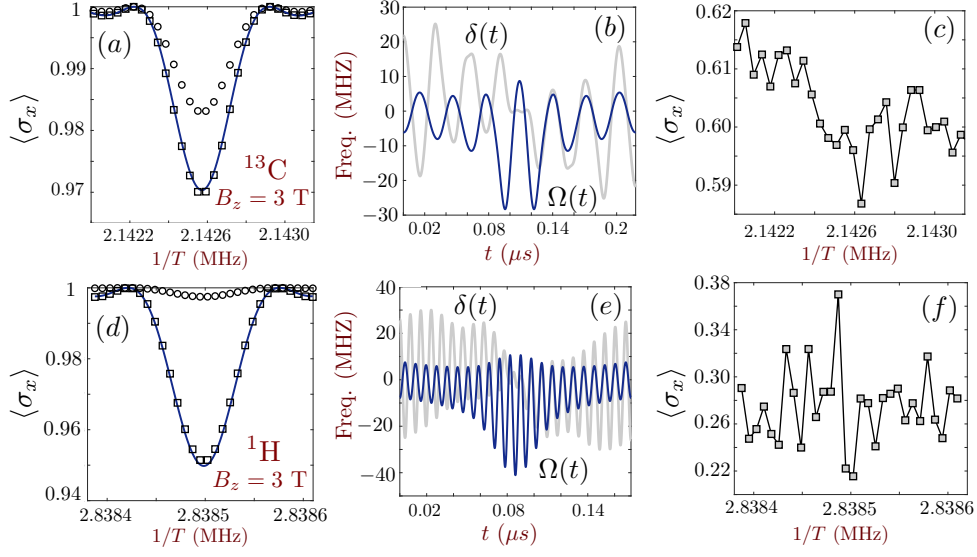 (a)
⟨σx⟩
1
0.99
0.98
0.97
13C
Bz = 3 T
2.1422
2.1426
2.1430
1/T (MHz)
(b)
δ(t)
Ω(t)
Freq. (MHZ)
30
20
10
0
−10
−20
−30
0.02
0.08
0.14
0.2
t (μs)
(c)
⟨σx⟩
0.62
0.61
0.60
0.59
2.1422
2.1426
2.1430
1/T (MHz)
(d)
⟨σx⟩
1
0.98
0.96
0.94
1H
Bz = 3 T
2.8384
2.8385
2.8386
1/T (MHz)
(e)
δ(t)
Ω(t)
Freq. (MHZ)
40
20
0
−20
−40
0.02
0.08
0.14
t (μs)
(f)
⟨σx⟩
0.38
0.30
0.26
0.22
0.34
2.8384
2.8385
2.8386
1/T (MHz)